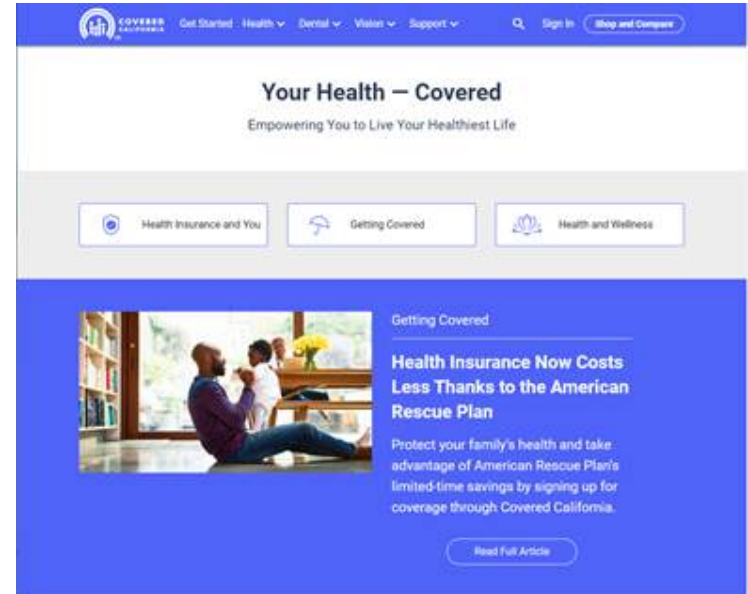 COVERED
CALIFORNIA
Get Started Health Dental Vision Support Sign In Shop and Compare
Your Health — Covered
Empowering You to Live Your Healthiest Life
Health Insurance and You Getting Covered Health and Wellness
Getting Covered
Health Insurance Now Costs
Less Thanks to the American
Rescue Plan
Protect your family's health and take
advantage of American Rescue Plan's
limited-time savings by signing up for
coverage through Covered California.
Read Full Article